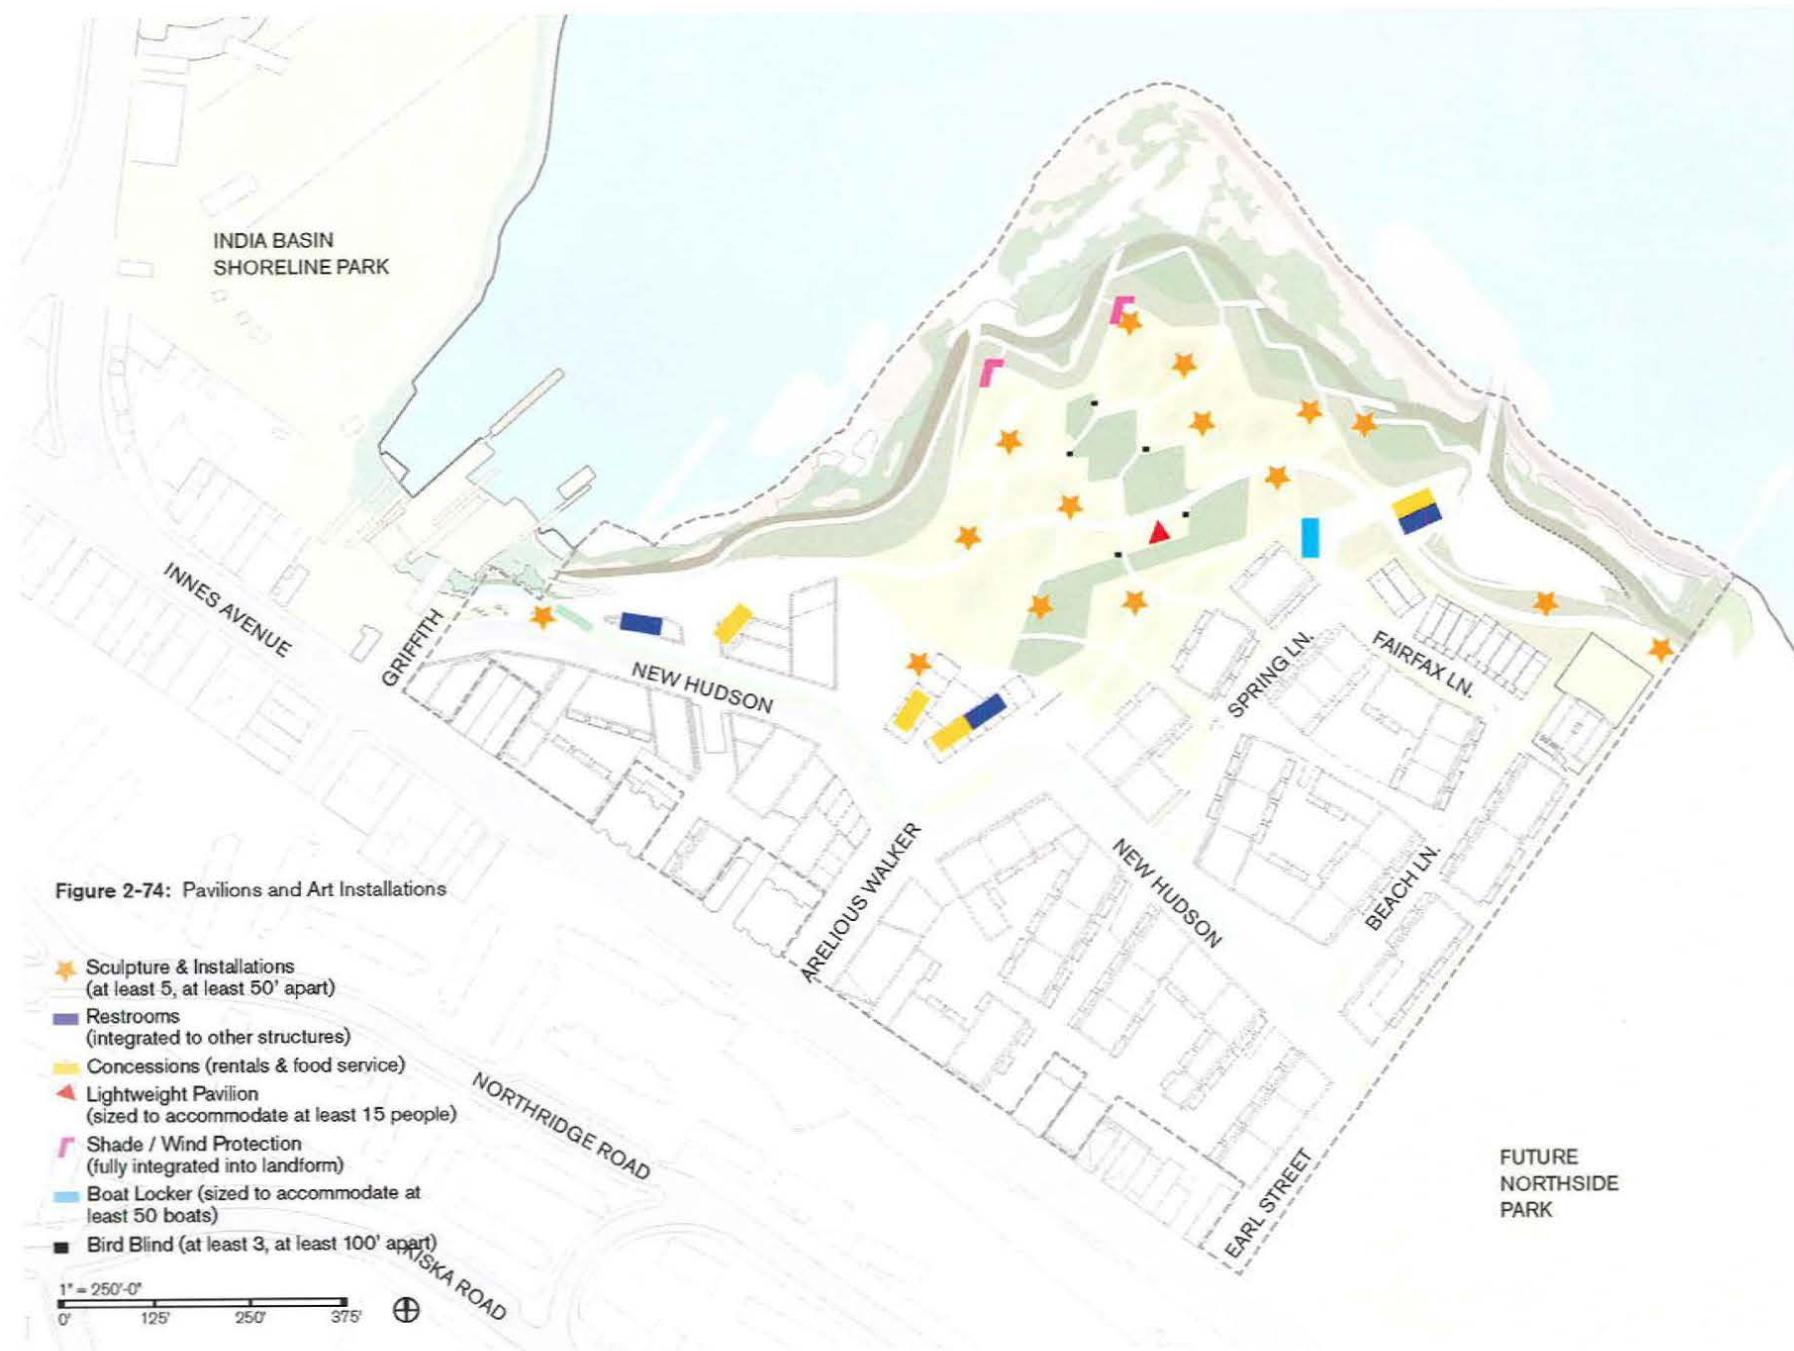 INDIA BASIN
SHORELINE PARK
INNES AVENUE
GRIFFITH
NEW HUDSON
SPRING LN.
FAIRFAX LN.
BEACH LN.
NEW HUDSON
ARELIOUS WALKER
EARL STREET
FUTURE
NORTHSIDE
PARK
NORTHRIDGE ROAD
KISKA ROAD
Figure 2-74: Pavilions and Art Installations
Sculpture & Installations
(at least 5, at least 50' apart)
Restrooms
(integrated to other structures)
Concessions (rentals & food service)
Lightweight Pavilion
(sized to accommodate at least 15 people)
Shade / Wind Protection
(fully integrated into landform)
Boat Locker (sized to accommodate at
least 50 boats)
Bird Blind (at least 3, at least 100' apart)
1" = 250'-0"
0' 125' 250' 375'